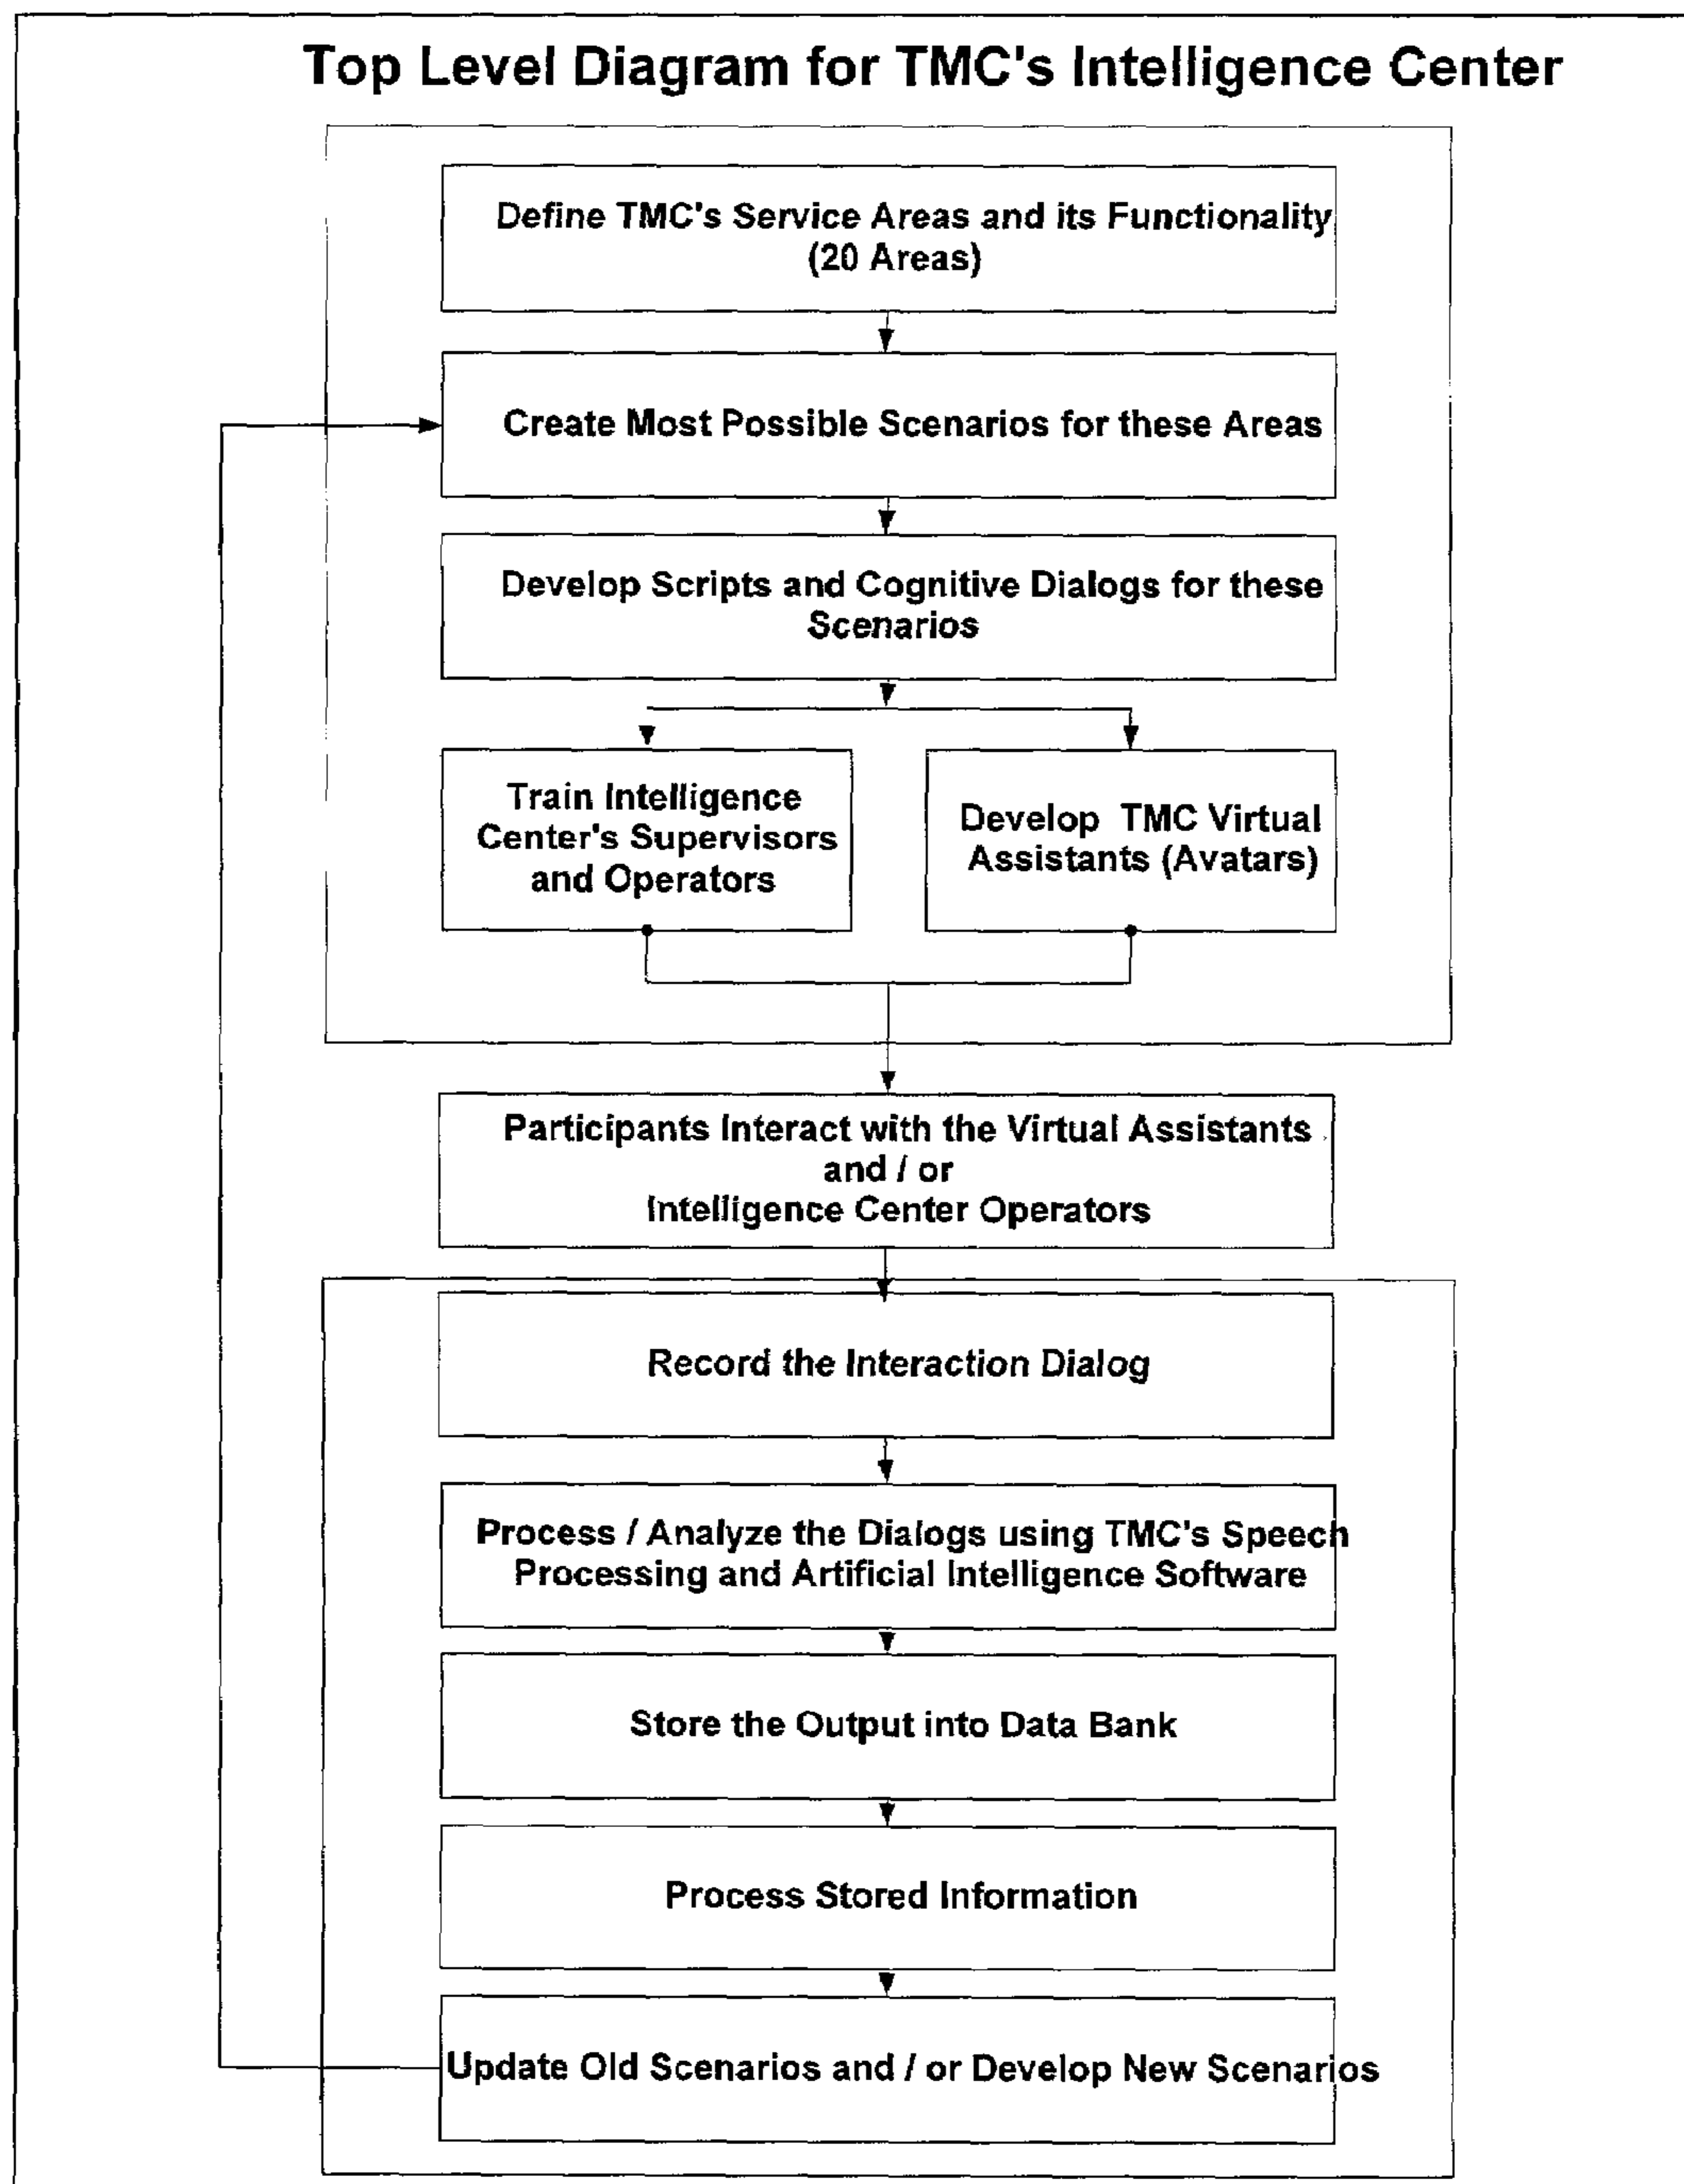 Top Level Diagram for TMC's Intelligence Center
Define TMC's Service Areas and its Functionality
(20 Areas)
Create Most Possible Scenarios for these Areas
Develop Scripts and Cognitive Dialogs for these
Scenarios
Train Intelligence
Center's Supervisors
and Operators
Develop TMC Virtual
Assistants (Avatars)
Participants Interact with the Virtual Assistants
and / or
Intelligence Center Operators
Record the Interaction Dialog
Process / Analyze the Dialogs using TMC's Speech
Processing and Artificial Intelligence Software
Store the Output into Data Bank
Process Stored Information
Update Old Scenarios and / or Develop New Scenarios